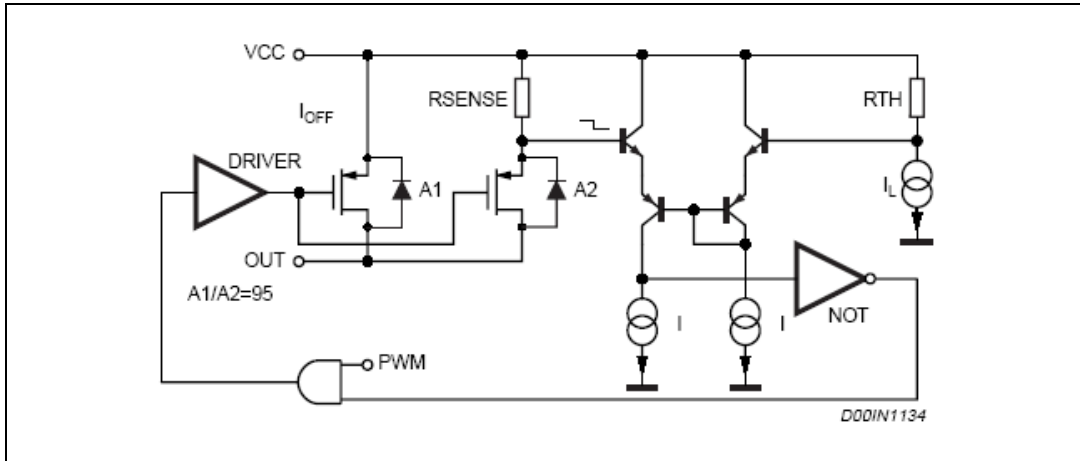 VCC
RSENSE
RTH
IOFF
DRIVER
A1
A2
IL
OUT
A1/A2=95
I
I
NOT
PWM
D00IN1134